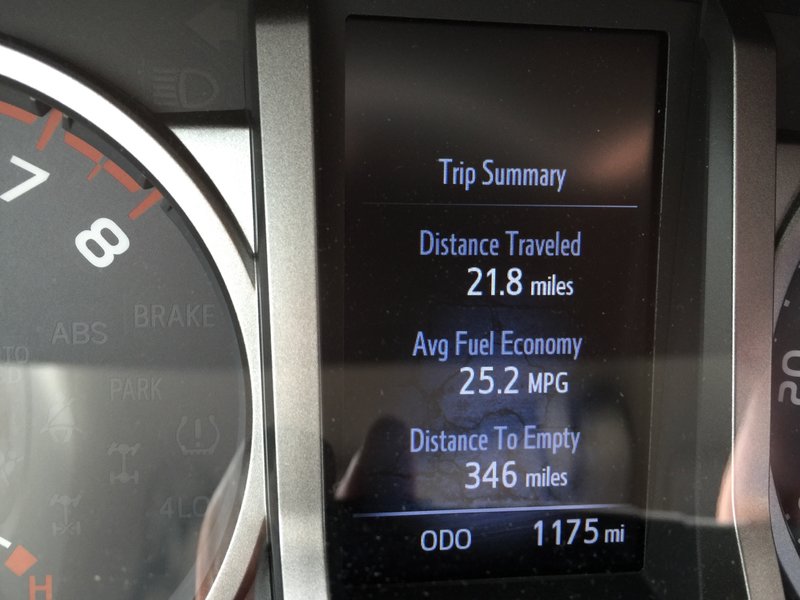 Trip Summary
Distance Traveled
21.8 miles
Avg Fuel Economy
25.2 MPG
Distance To Empty
346 miles
ODO 1175 mi
7
8
BRAKE
ABS
PARK
4LO
H
20